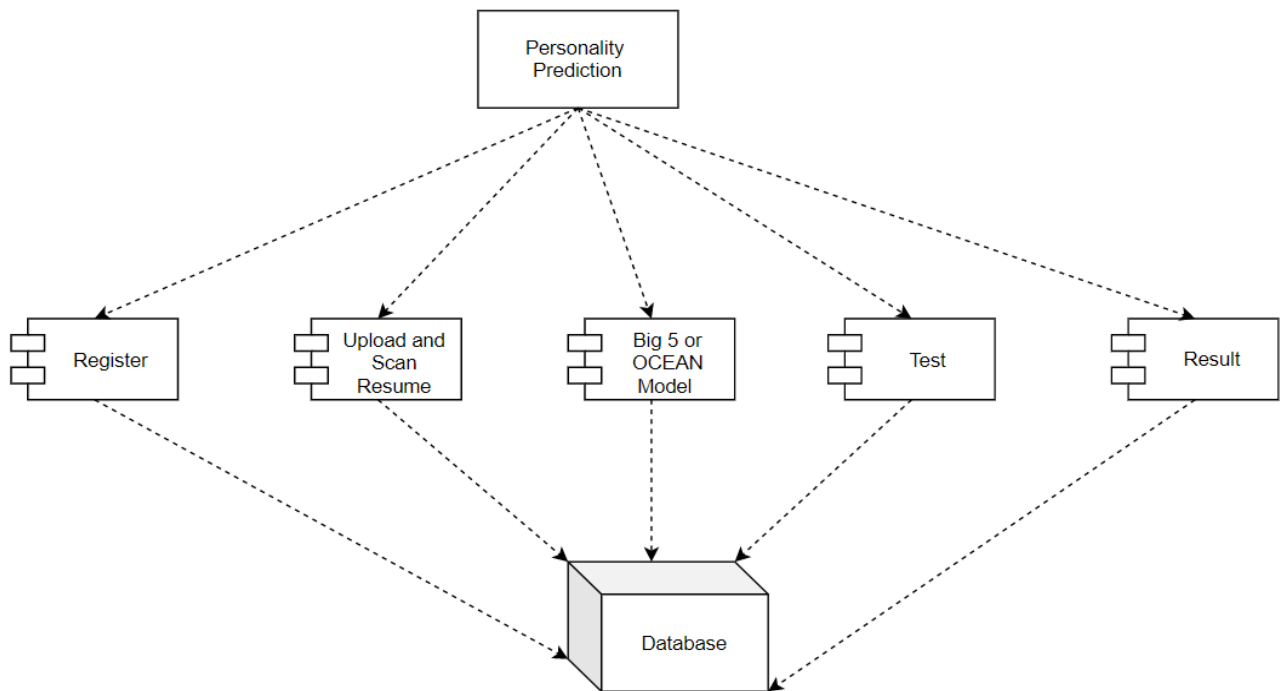 Personality
Prediction
Register
Upload and
Scan
Resume
Big 5 or
OCEAN
Model
Test
Result
Database